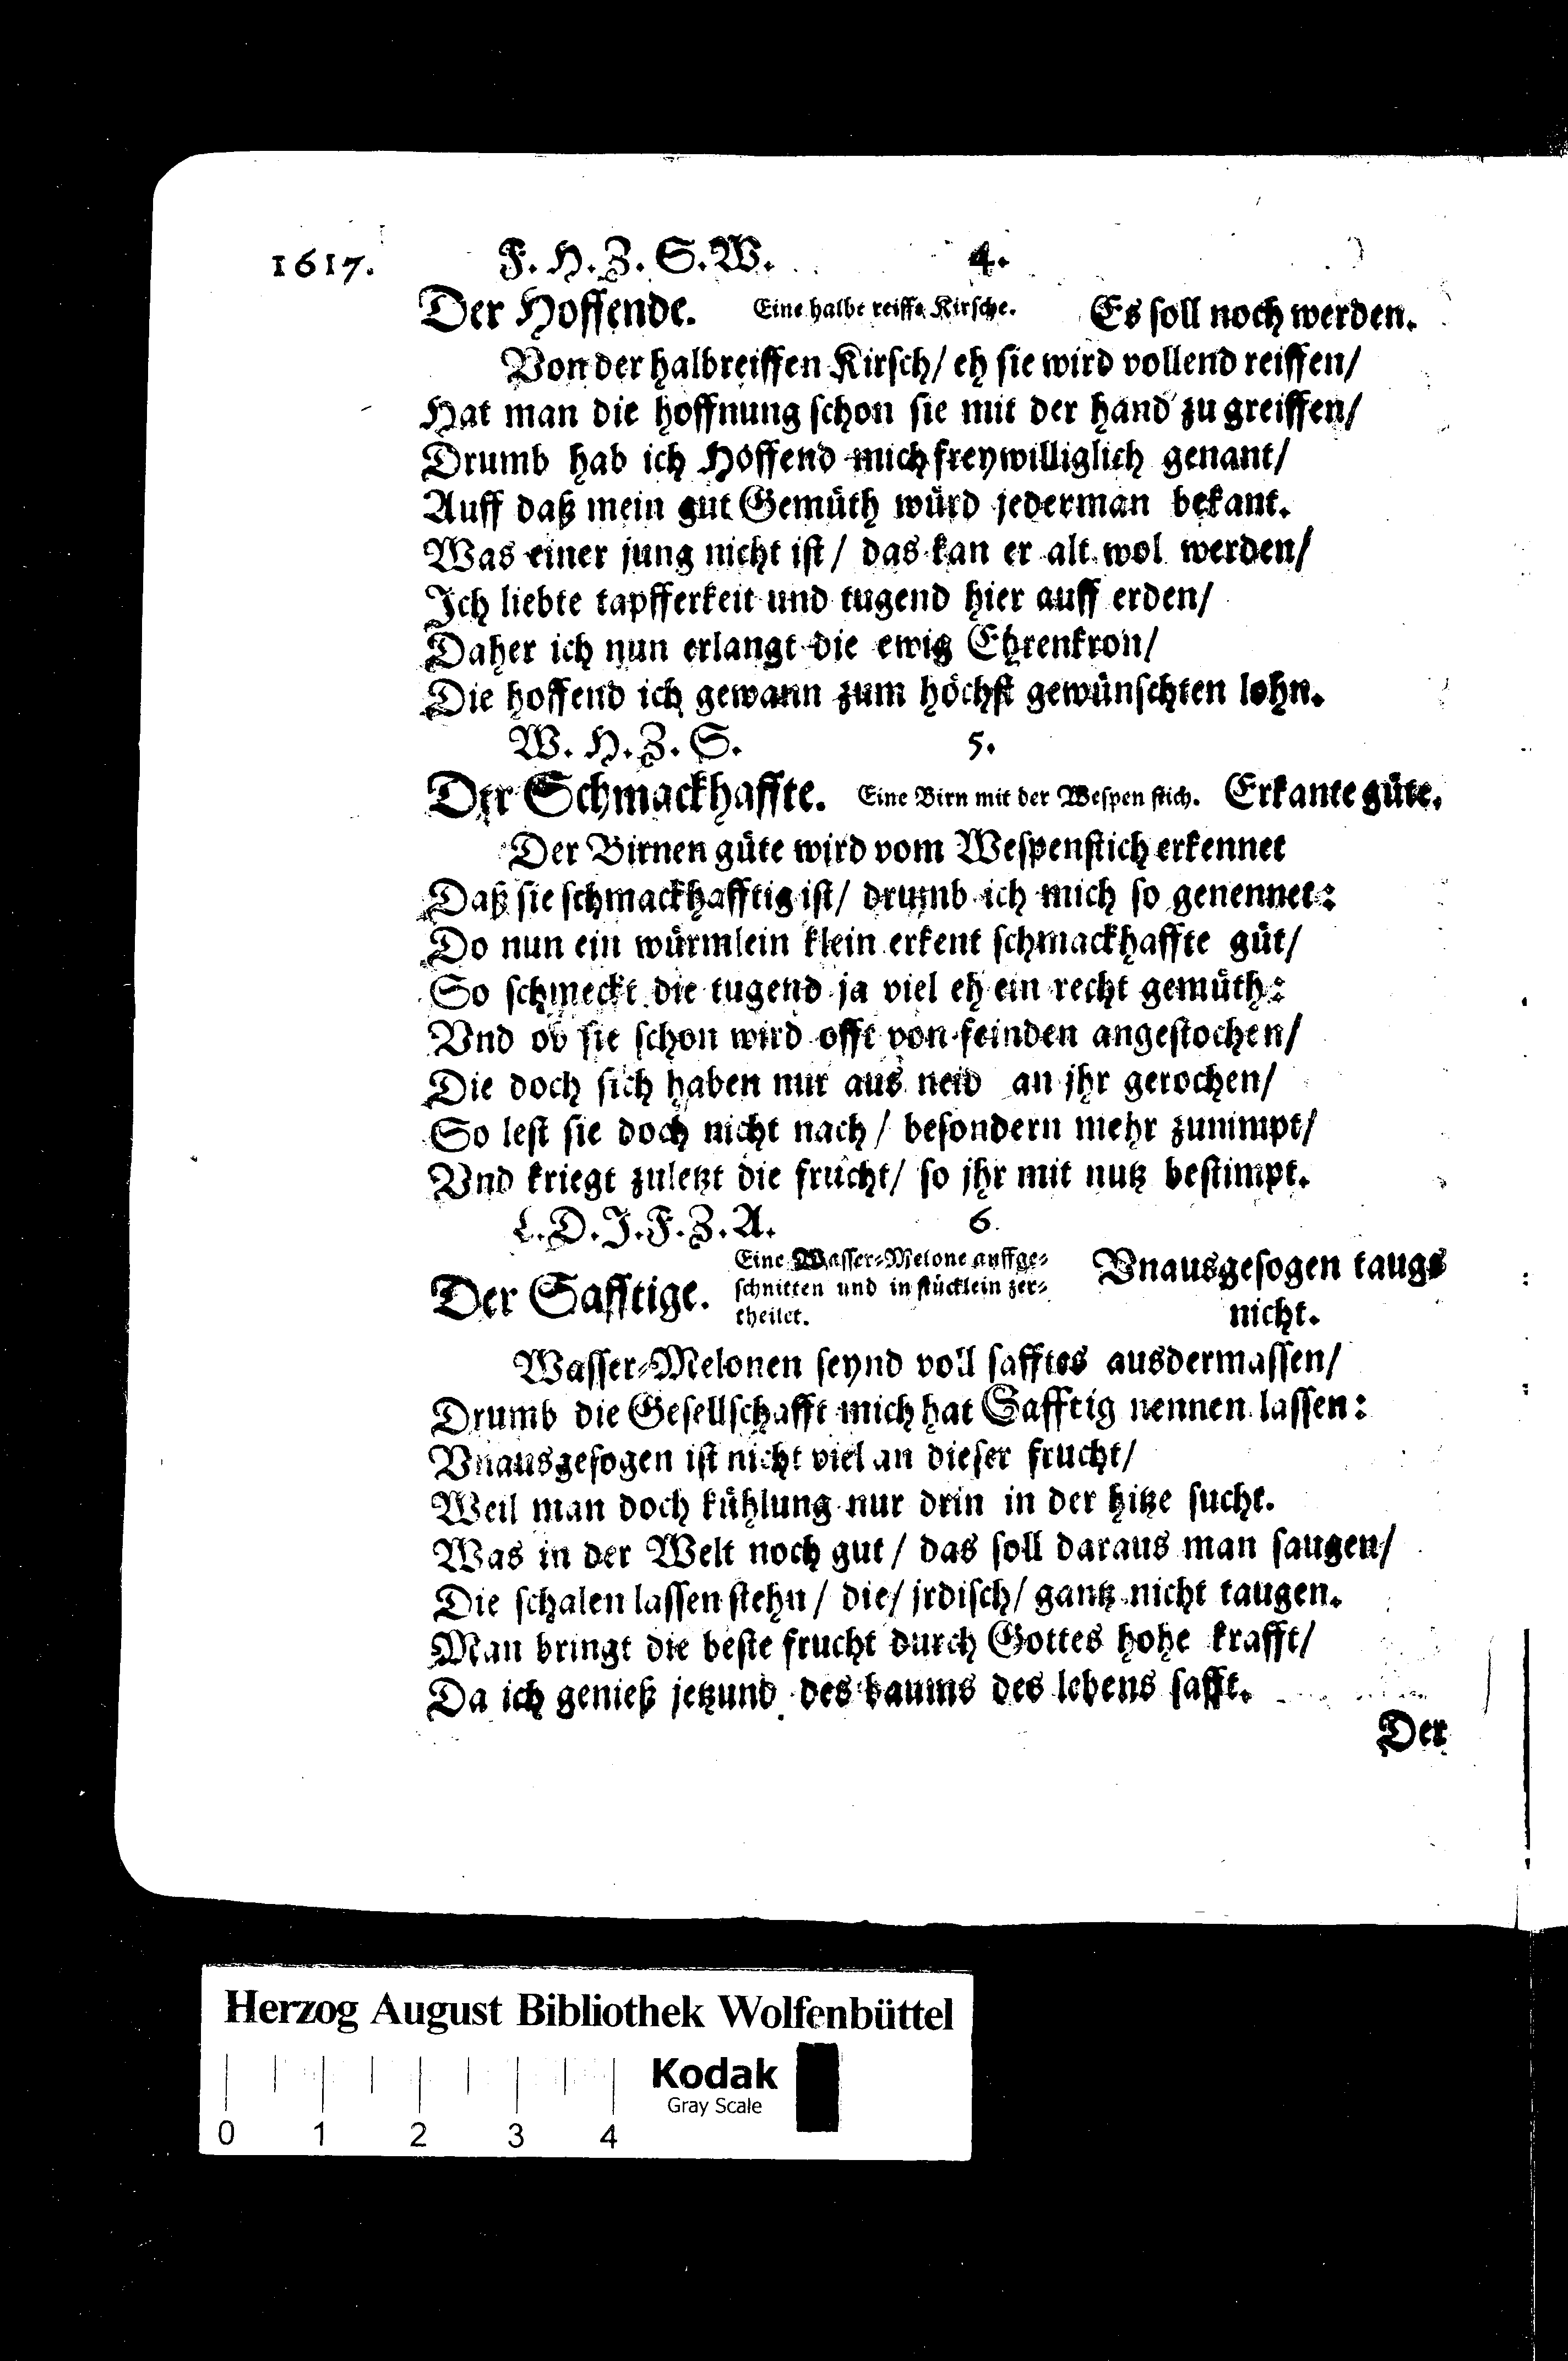 1617. F. H. Z. S. W. 4.
Der Hoffende. Eine halbe reiffe Kirsche. Es soll noch werden.
Von der halbreiffen Kirsch/ eh sie wird vollend reiffen/
Hat man die hoffnung schon sie mit der hand zu greiffen/
Drumb hab ich Hoffend mich freywilliglich genant/
Auff daß mein gut Gemüth würd jederman bekant.
Was einer jung nicht ist/ das kan er alt wol werden/
Ich liebte tapfferkeit und tugend hier auff erden/
Daher ich nun erlangt die ewig Ehrenkron/
Die hoffend ich gewann zum höchst gewünschten lohn.
W. H. Z. S. 5.
Der Schmackhaffte. Eine Birn mit der Wespen stich. Erkante güte.
Der Birnen güte wird vom Wespenstich erkennet
Daß sie schmackhafftig ist/ drumb ich mich so genennet:
Do nun ein würmlein klein erkent schmackhaffte güt/
So schmeckt die tugend ja viel eh ein recht gemüth:
Vnd ob sie schon wird offt von feinden angestochen/
Die doch sich haben nur aus neid an jhr gerochen/
So lest sie doch nicht nach/ besondern mehr zunimpt/
Vnd kriegt zuletzt die frucht/ so jhr mit nutz bestimpt.
L. D. J. F. Z. A. 6.
Der Safftige. Eine Wasser-Melone auffge-
schnitten und in stücklein zer-
theilet.
Vnausgesogen taugs
nicht.
Wasser-Melonen seynd voll safftes ausdermassen/
Drumb die Gesellschafft mich hat Safftig nennen lassen:
Vnausgesogen ist nicht viel an dieser frucht/
Weil man doch kühlung nur drin in der hitze sucht.
Was in der Welt noch gut/ das soll daraus man saugen/
Die schalen lassen stehn/ die/ jrdisch/ gantz nicht taugen.
Man bringt die beste frucht durch Gottes hohe krafft/
Da ich genieß jetzund des baums des lebens safft.
Der
Herzog August Bibliothek Wolfenbüttel
Kodak
Gray Scale
0 1 2 3 4